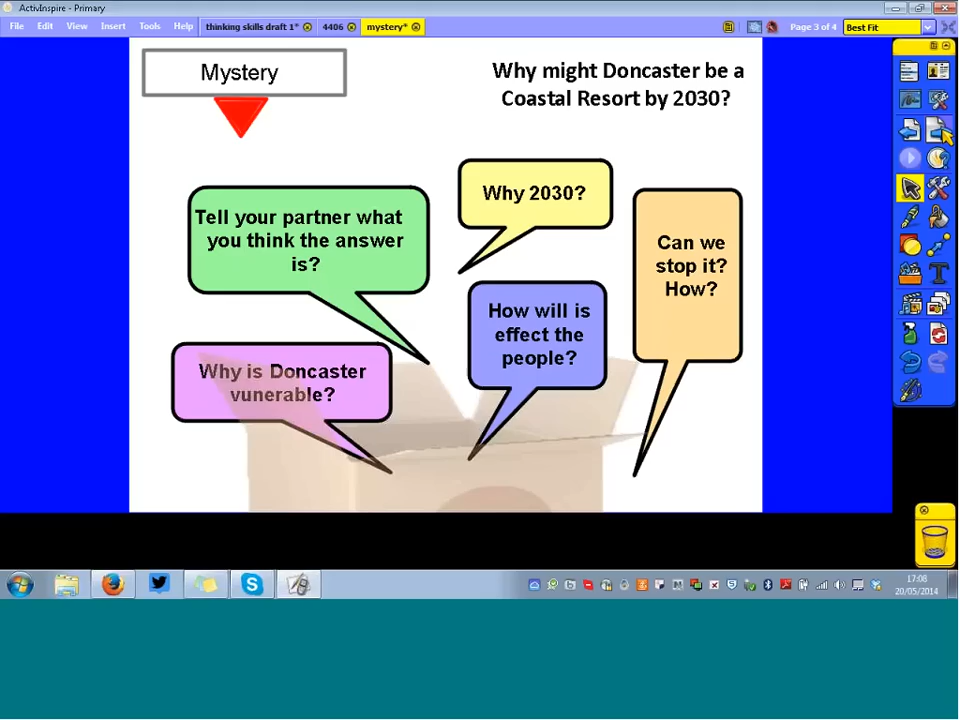 ActivInspire - Primary
File Edit View Insert Tools Help
thinking skills draft 1* 4406 mystery*
Page 3 of 4 Best Fit
Mystery
Why might Doncaster be a
Coastal Resort by 2030?
Tell your partner what
you think the answer
is?
Why 2030?
Can we
stop it?
How?
How will is
effect the
people?
Why is Doncaster
vunerable?
17:08
20/05/2014